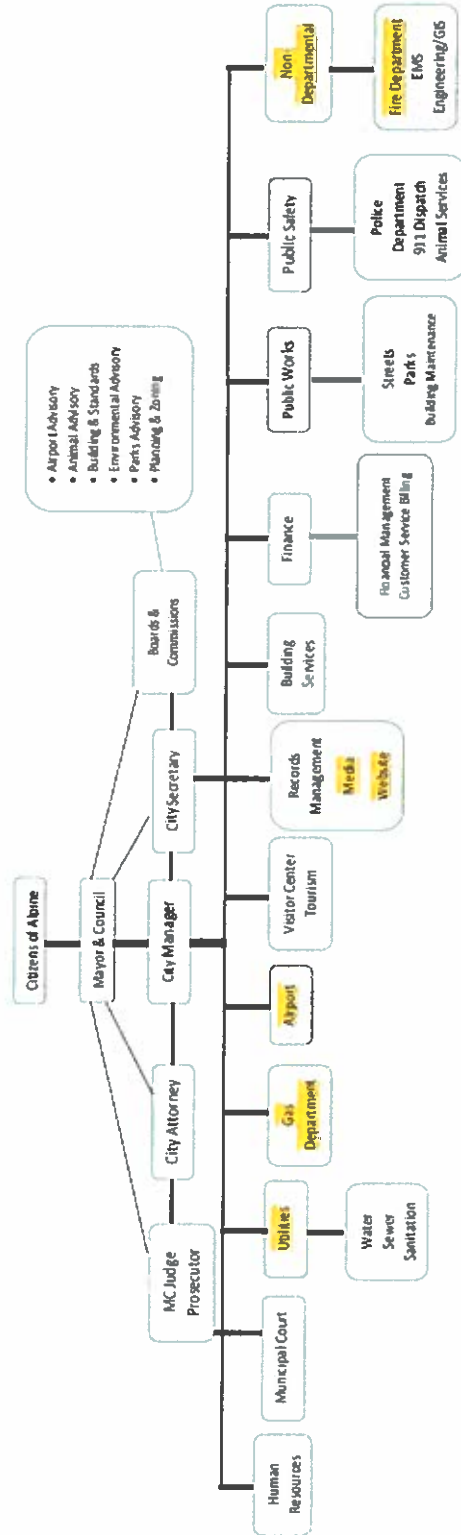 Citizens of Alpine
Mayor & Council
MC Judge
Prosecutor
City Attorney
City Manager
City Secretary
Boards &
Commissions
• Airport Advisory
• Animal Advisory
• Building & Standards
• Environmental Advisory
• Parks Advisory
• Planning & Zoning
Human
Resources
Municipal Court
Utilities
Gas
Department
Airport
Visitor Center
Tourism
Records
Management
Media
Website
Building
Services
Finance
Public Works
Public Safety
Non-
Departmental
Water
Sewer
Sanitation
Financial Management
Customer Service Billing
Streets
Parks
Building Maintenance
Police
Department
911 Dispatch
Animal Services
Fire Department
EMS
Engineering/GIS